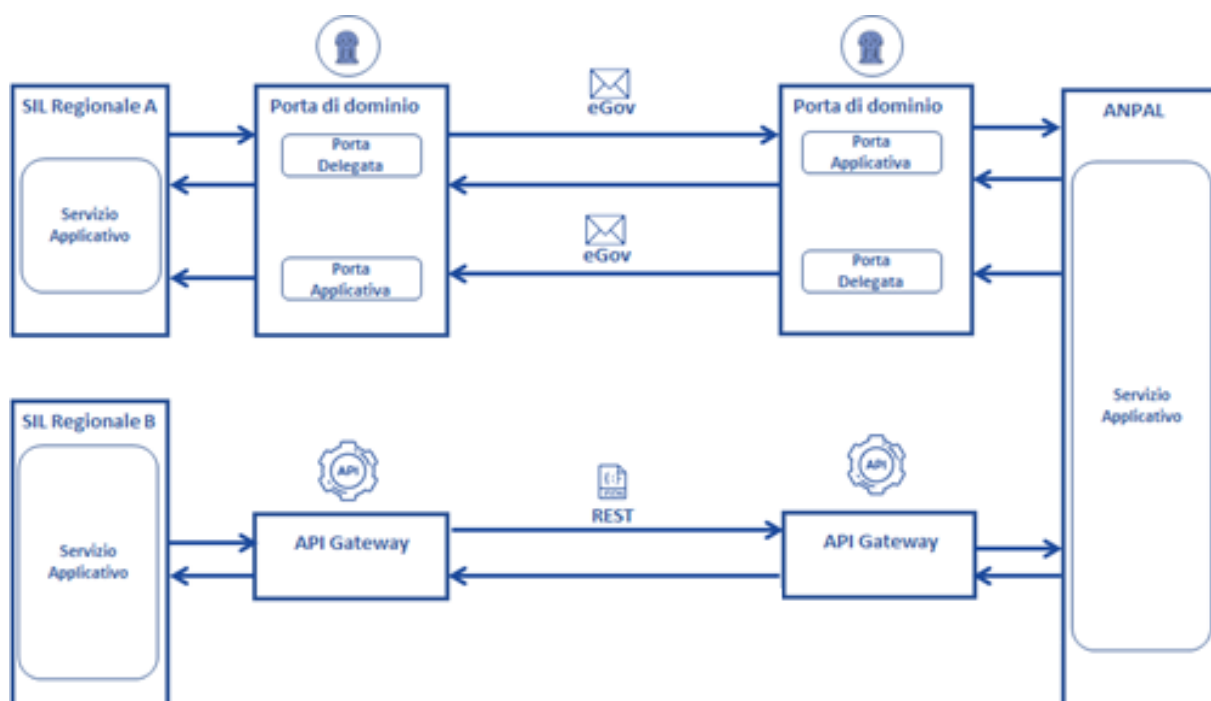 eGov
SIL Regionale A
Porta di dominio
Porta di dominio
ANPAL
Porta
Delegata
Porta
Applicativa
Servizio
Applicativo
eGov
Porta
Applicativa
Porta
Delegata
Servizio
Applicativo
SIL Regionale B
API
API
REST
Servizio
Applicativo
API Gateway
API Gateway